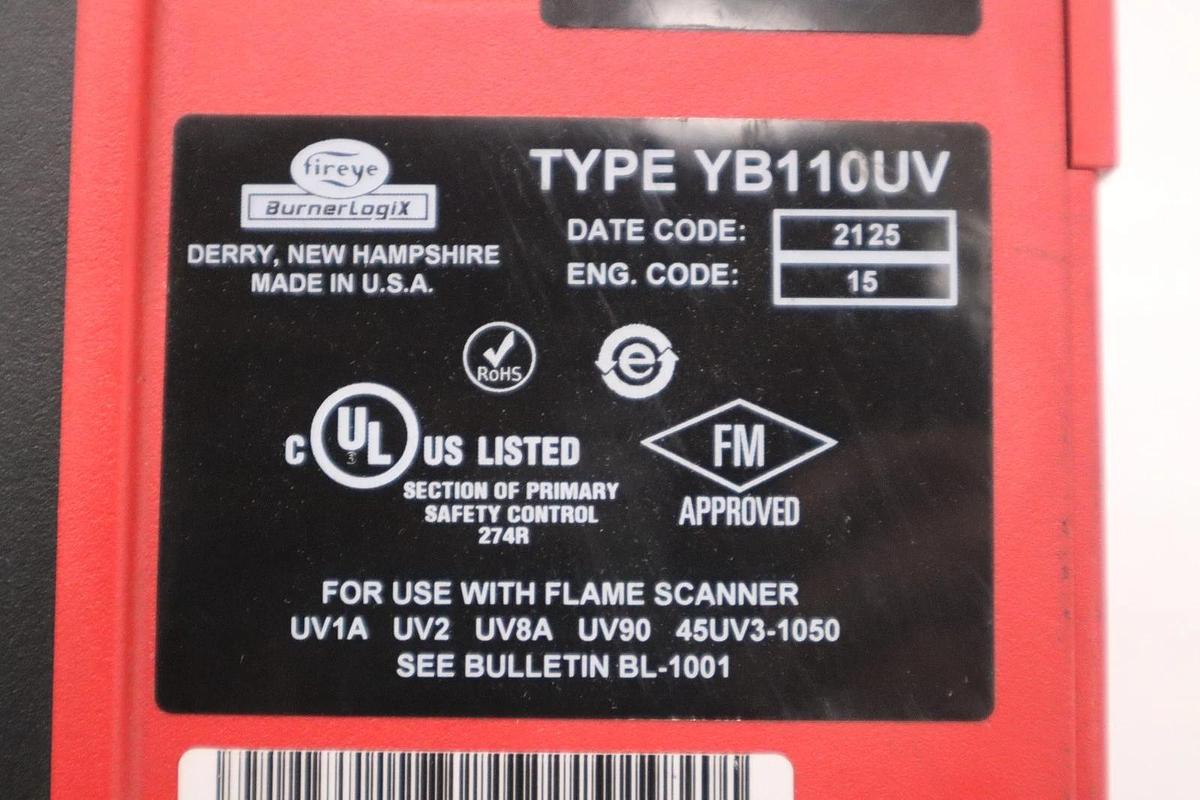 fireye
BurnerLogiX
DERRY, NEW HAMPSHIRE
MADE IN U.S.A.
TYPE YB110UV
DATE CODE: 2125
ENG. CODE: 15
RoHS
e
C UL US LISTED
SECTION OF PRIMARY
SAFETY CONTROL
274R
FM
APPROVED
FOR USE WITH FLAME SCANNER
UV1A UV2 UV8A UV90 45UV3-1050
SEE BULLETIN BL-1001